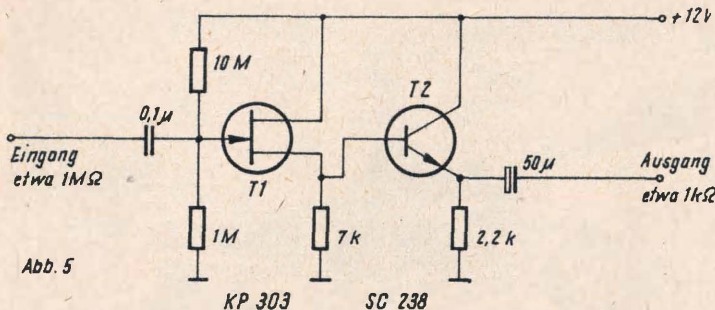 + 12V
10 M
T2
0,1µ
50µ
Eingang
etwa 1MΩ
Ausgang
etwa 1kΩ
T1
1M
7k
2,2k
Abb. 5
KP 303
SC 238